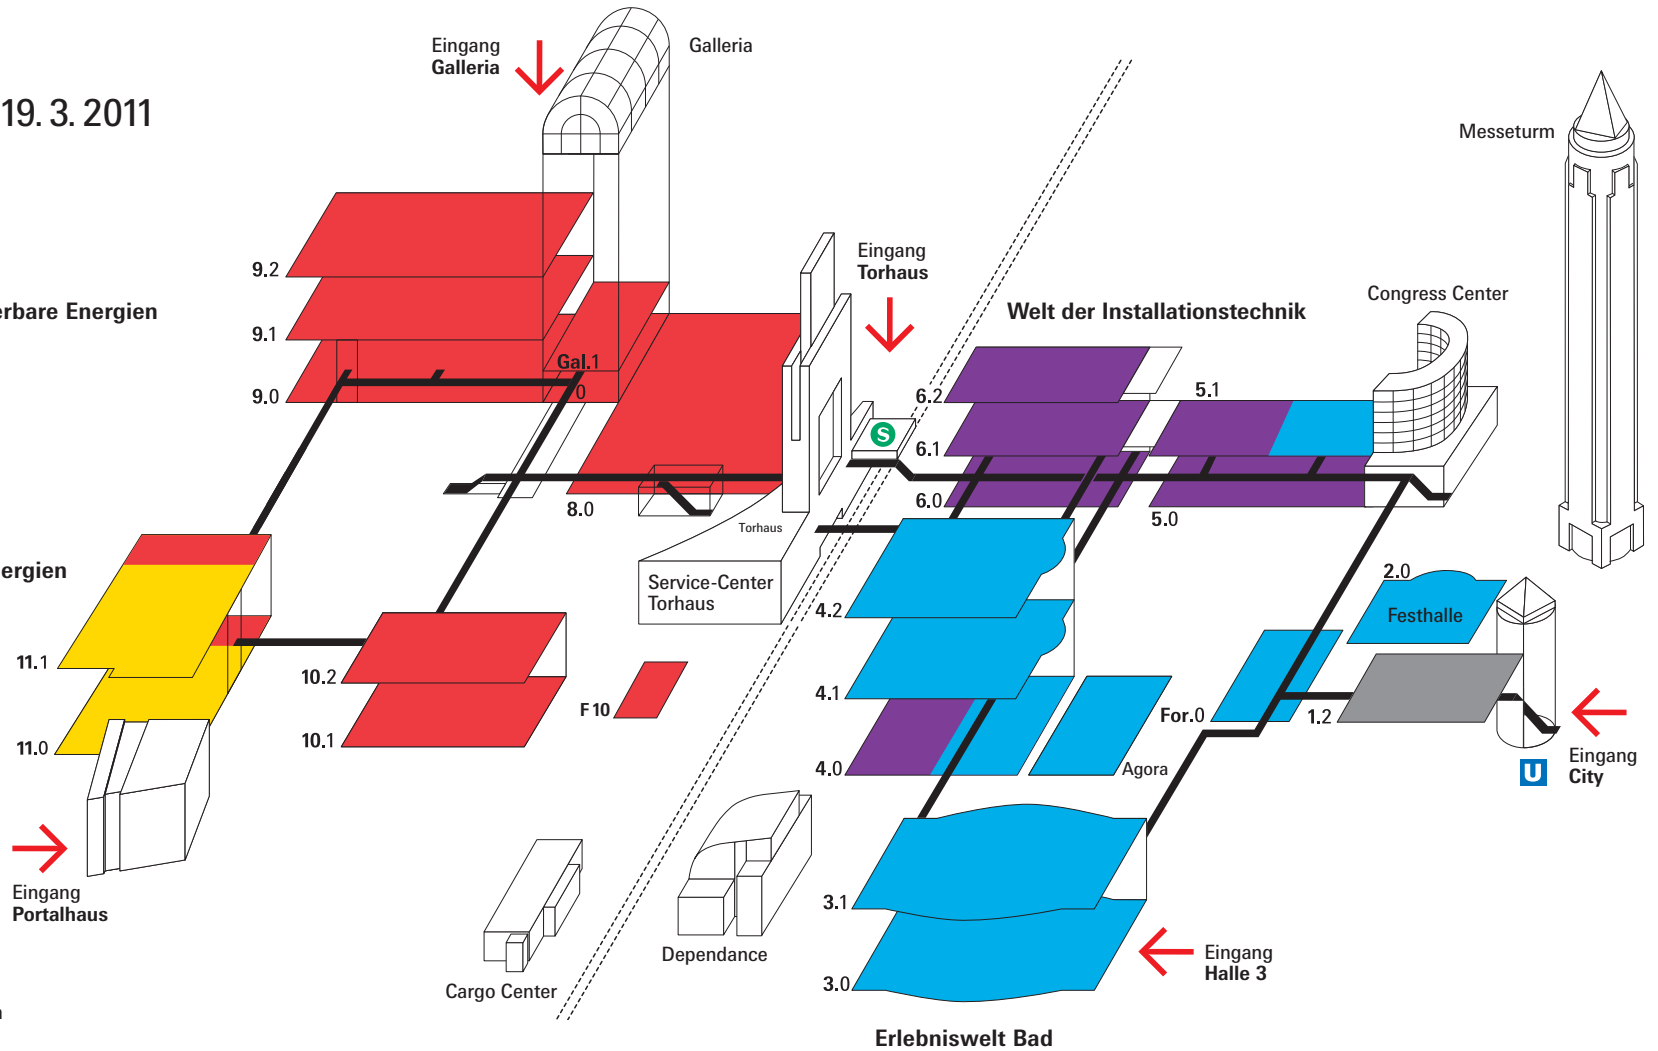 Eingang
Galleria
Galleria
19. 3. 2011
Messeturm
Eingang
Torhaus
9.2
erbare Energien
9.1
Welt der Installationstechnik
Congress Center
Gal.1
0
9.0
6.2
5.1
S
6.1
6.0
5.0
8.0
Torhaus
ergien
Service-Center
Torhaus
2.0
Festhalle
4.2
11.1
10.2
4.1
F 10
For.0
1.2
10.1
11.0
4.0
Agora
Eingang
City
U
Eingang
Portalhaus
3.1
Dependance
Eingang
Halle 3
3.0
Cargo Center
Erlebniswelt Bad